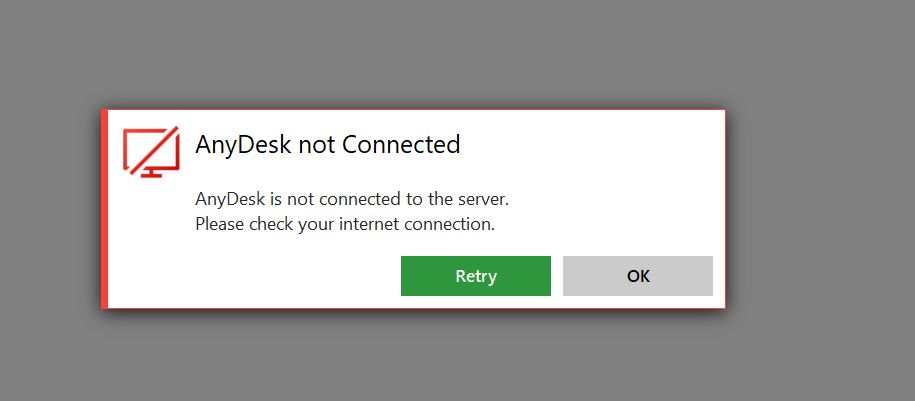 AnyDesk not Connected
AnyDesk is not connected to the server.
Please check your internet connection.
Retry
OK